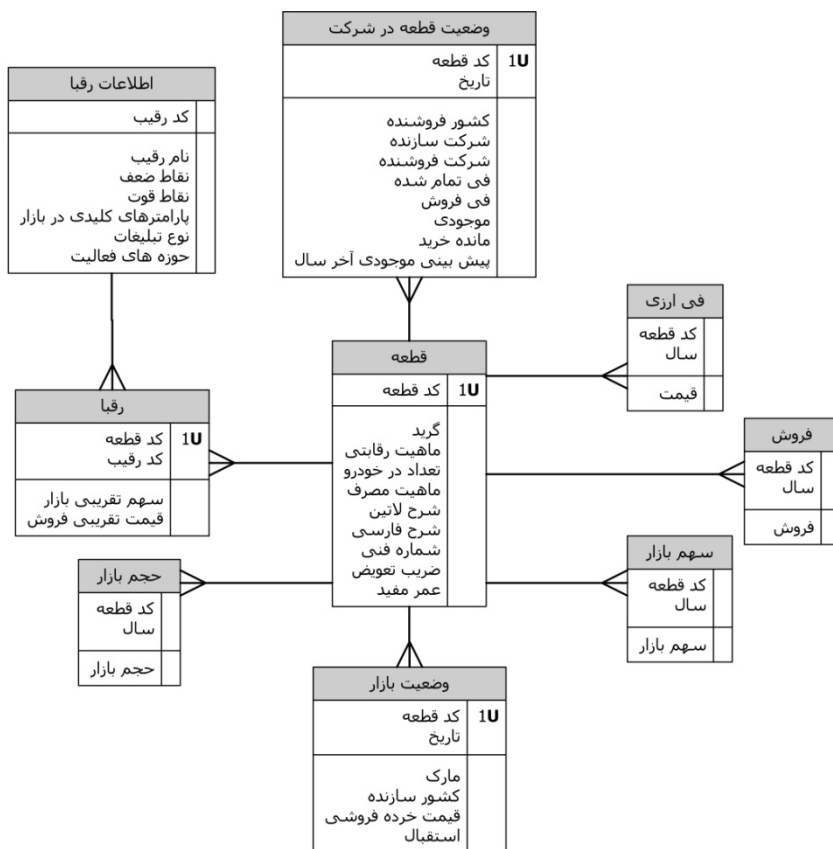 وضعیت قطعه در شرکت
1U کد قطعه
تاریخ
کشور فروشنده
شرکت سازنده
شرکت فروشنده
فی تمام شده
فی فروش
موجودی
مانده خرید
پیش بینی موجودی آخر سال
اطلاعات رقبا
کد رقیب
نام رقیب
نقاط ضعف
نقاط قوت
پارامترهای کلیدی در بازار
نوع تبلیغات
حوزه های فعالیت
فی ارزی
کد قطعه
سال
قیمت
قطعه
1U کد قطعه
گرید
ماهیت رقابتی
تعداد در خودرو
ماهیت مصرف
شرح لاتین
شرح فارسی
شماره فنی
ضریب تعویض
عمر مفید
رقبا
1U کد قطعه
کد رقیب
سهم تقریبی بازار
قیمت تقریبی فروش
فروش
کد قطعه
سال
فروش
سهم بازار
کد قطعه
سال
سهم بازار
حجم بازار
کد قطعه
سال
حجم بازار
وضعیت بازار
1U کد قطعه
تاریخ
مارک
کشور سازنده
قیمت خرده فروشی
استقبال